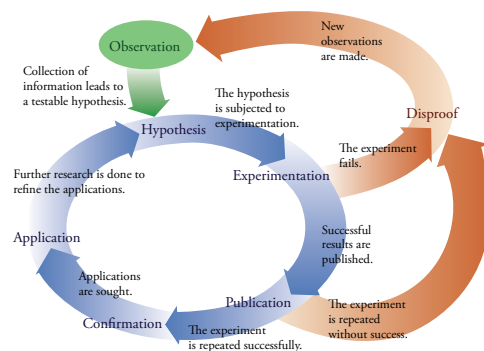 Observation
Collection of
information leads to
a testable hypothesis.
New
observations
are made.
The hypothesis
is subjected to
experimentation.
Hypothesis
Disproof
The experiment
fails.
Experimentation
Further research is done to
refine the applications.
Successful
results are
published.
Application
Applications
are sought.
Publication
The experiment
is repeated
without success.
Confirmation
The experiment
is repeated successfully.